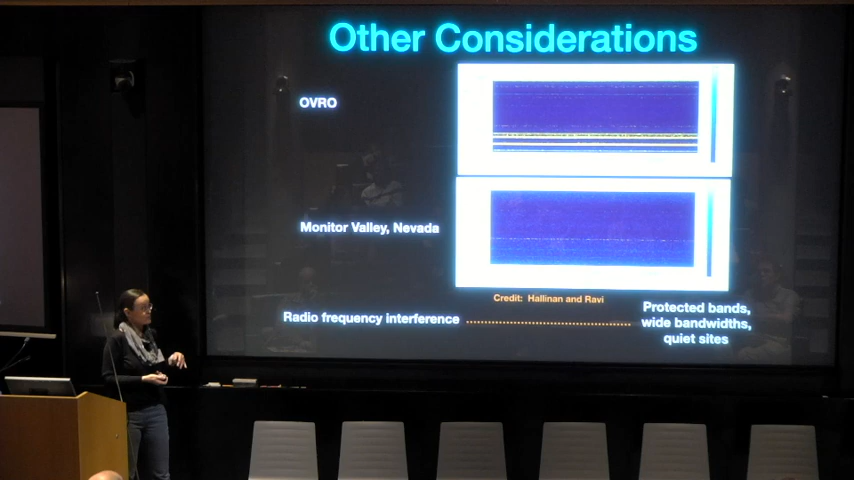 Other Considerations
OVRO
Monitor Valley, Nevada
Credit: Hallinan and Ravi
Radio frequency interference
Protected bands,
wide bandwidths,
quiet sites